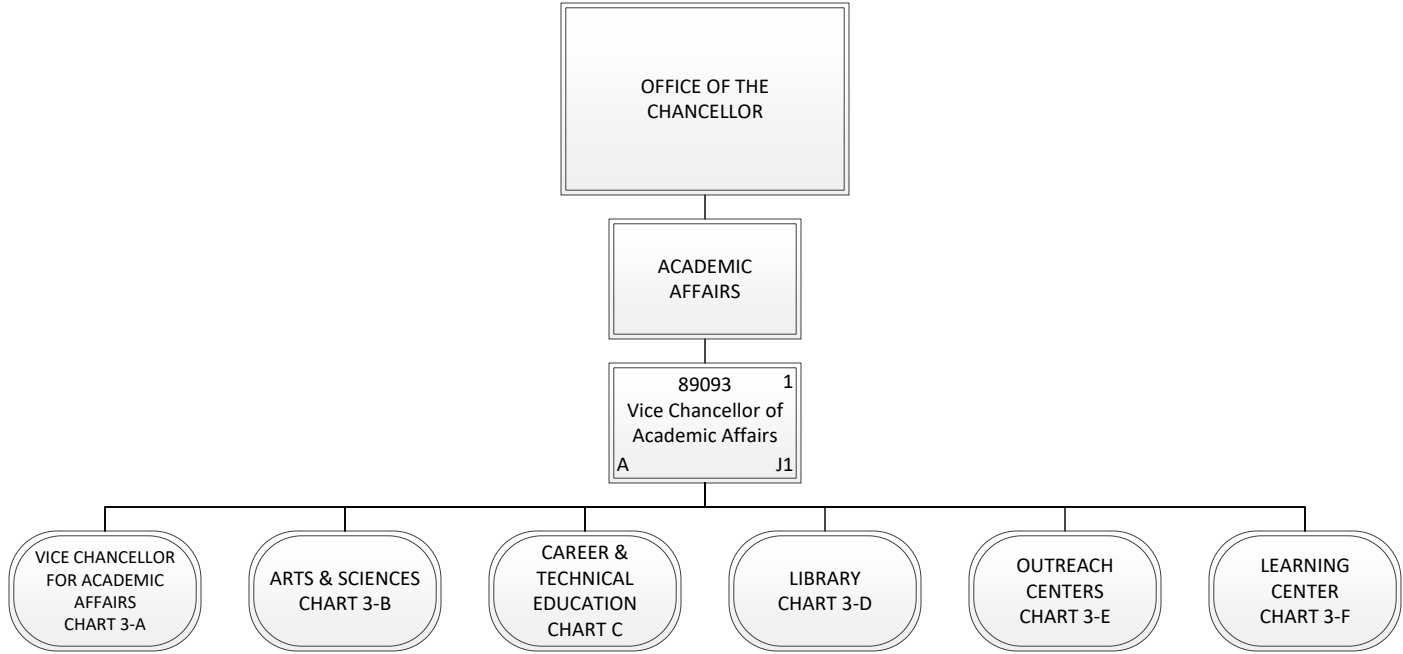 OFFICE OF THE
CHANCELLOR
ACADEMIC
AFFAIRS
89093 1
Vice Chancellor of
Academic Affairs
A J1
VICE CHANCELLOR
FOR ACADEMIC
AFFAIRS
CHART 3-A
ARTS & SCIENCES
CHART 3-B
CAREER &
TECHNICAL
EDUCATION
CHART C
LIBRARY
CHART 3-D
OUTREACH
CENTERS
CHART 3-E
LEARNING
CENTER
CHART 3-F